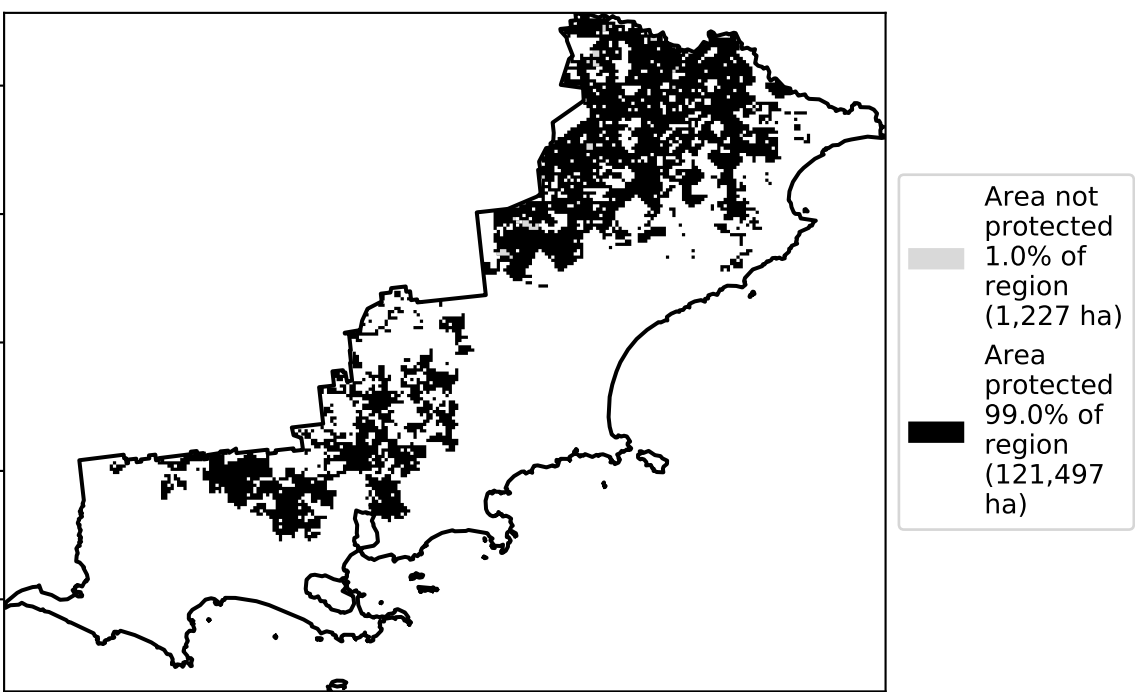 Area not
protected
1.0% of
region
(1,227 ha)
Area
protected
99.0% of
region
(121,497
ha)